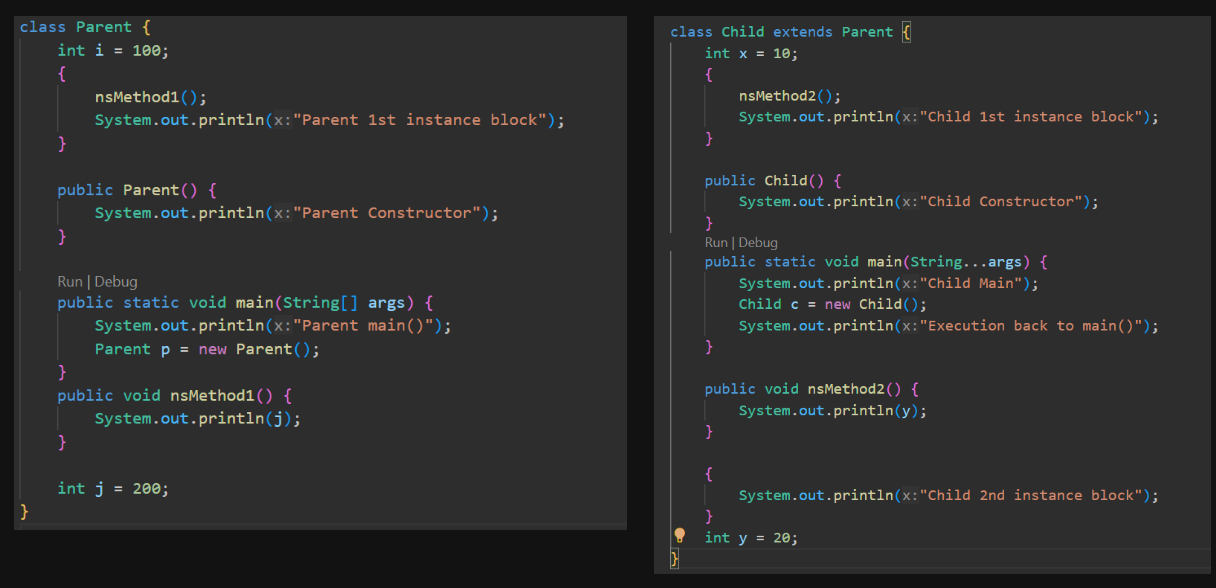 class Parent {
    int i = 100;
    {
        nsMethod1();
        System.out.println(x:"Parent 1st instance block");
    }

    public Parent() {
        System.out.println(x:"Parent Constructor");
    }

    Run | Debug
    public static void main(String[] args) {
        System.out.println(x:"Parent main()");
        Parent p = new Parent();
    }
    public void nsMethod1() {
        System.out.println(j);
    }

    int j = 200;
}
class Child extends Parent {
    int x = 10;
    {
        nsMethod2();
        System.out.println(x:"Child 1st instance block");
    }

    public Child() {
        System.out.println(x:"Child Constructor");
    }
    Run | Debug
    public static void main(String...args) {
        System.out.println(x:"Child Main");
        Child c = new Child();
        System.out.println(x:"Execution back to main()");
    }

    public void nsMethod2() {
        System.out.println(y);
    }

    {
        System.out.println(x:"Child 2nd instance block");
    }
    int y = 20;
}